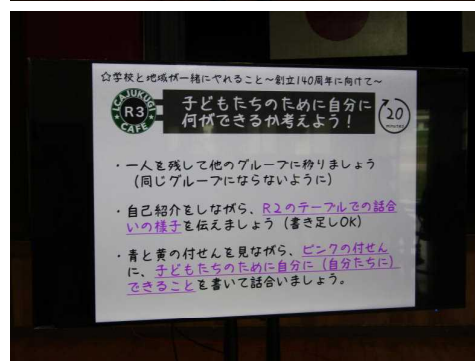 ☆学校と地域が一緒にやれること～創立140周年に向けて～
R3
CAFE
子どもたちのために自分に
何ができるか考えよう！
20
minutes
・一人を残して他のグループに移りましょう
（同じグループにならないように）
・自己紹介をしながら、R2のテーブルでの話合
いの様子を伝えましょう（書き足しOK）
・青と黄の付せんを見ながら、ピンクの付せん
に、子どもたちのために自分に（自分たちに）
できることを書いて話合いましょう。